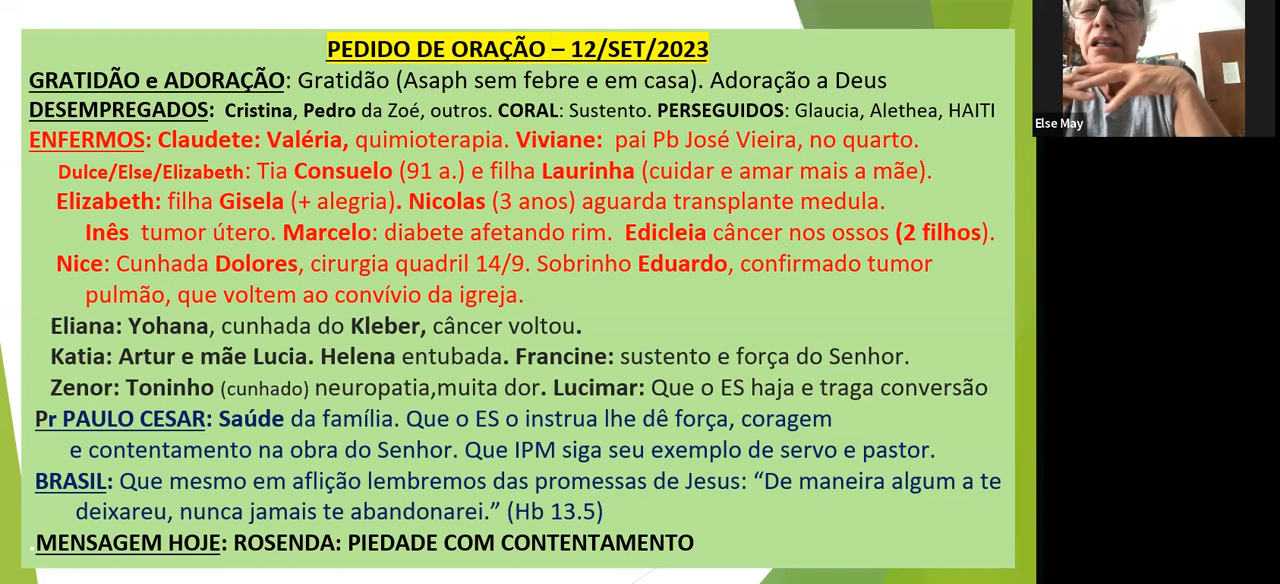 PEDIDO DE ORAÇÃO – 12/SET/2023
GRATIDÃO e ADORAÇÃO: Gratidão (Asaph sem febre e em casa). Adoração a Deus
DESEMPREGADOS: Cristina, Pedro da Zoé, outros. CORAL: Sustento. PERSEGUIDOS: Glaucia, Alethea, HAITI
ENFERMOS: Claudete: Valéria, quimioterapia. Viviane: pai Pb José Vieira, no quarto.
Dulce/Else/Elizabeth: Tia Consuelo (91 a.) e filha Laurinha (cuidar e amar mais a mãe).
Elizabeth: filha Gisela (+ alegria). Nicolas (3 anos) aguarda transplante medula.
Inês tumor útero. Marcelo: diabete afetando rim. Edicleia câncer nos ossos (2 filhos).
Nice: Cunhada Dolores, cirurgia quadril 14/9. Sobrinho Eduardo, confirmado tumor
pulmão, que voltem ao convívio da igreja.
Eliana: Yohana, cunhada do Kleber, câncer voltou.
Katia: Artur e mãe Lucia. Helena entubada. Francine: sustento e força do Senhor.
Zenor: Toninho (cunhado) neuropatia,muita dor. Lucimar: Que o ES haja e traga conversão
Pr PAULO CESAR: Saúde da família. Que o ES o instrua lhe dê força, coragem
e contentamento na obra do Senhor. Que IPM siga seu exemplo de servo e pastor.
BRASIL: Que mesmo em aflição lembremos das promessas de Jesus: “De maneira algum a te
deixareu, nunca jamais te abandonarei.” (Hb 13.5)
.MENSAGEM HOJE: ROSENDA: PIEDADE COM CONTENTAMENTO
Else May